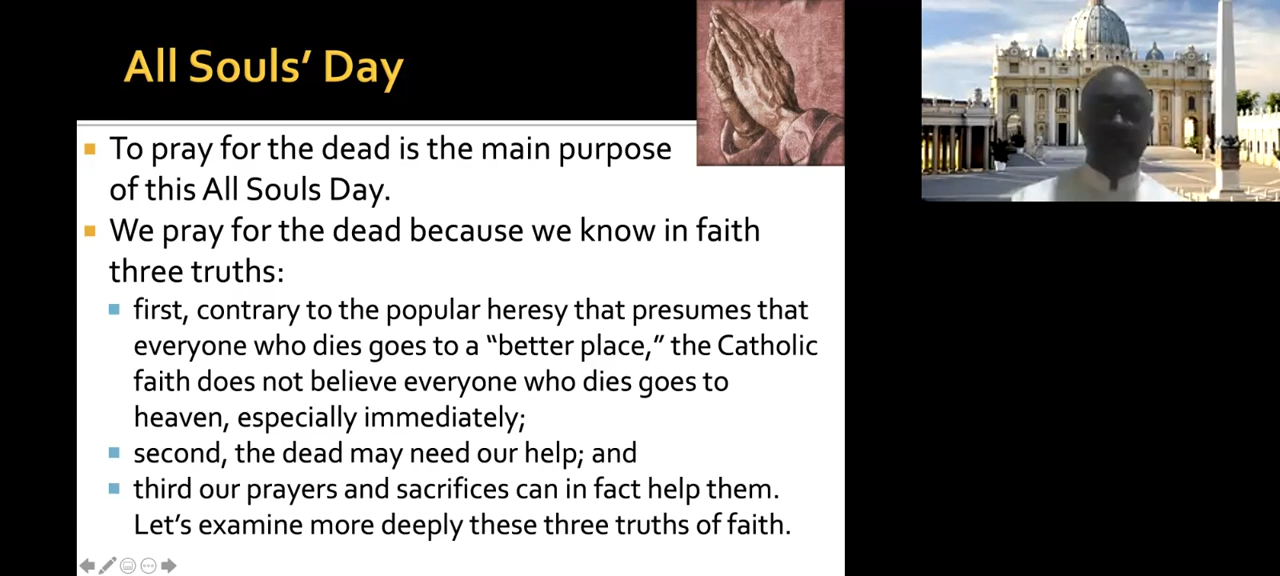 All Souls’ Day
To pray for the dead is the main purpose
of this All Souls Day.
We pray for the dead because we know in faith
three truths:
first, contrary to the popular heresy that presumes that
everyone who dies goes to a “better place,” the Catholic
faith does not believe everyone who dies goes to
heaven, especially immediately;
second, the dead may need our help; and
third our prayers and sacrifices can in fact help them.
Let’s examine more deeply these three truths of faith.